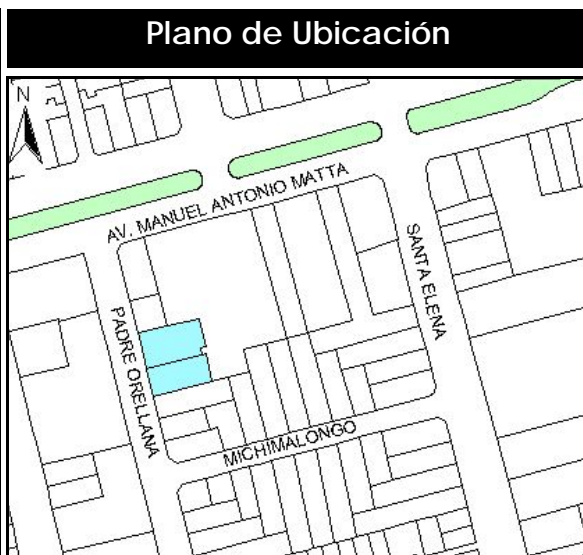 Plano de Ubicación
N
AV. MANUEL ANTONIO MATTA
SANTA ELENA
PADRE ORELLANA
MICHIMALONGO